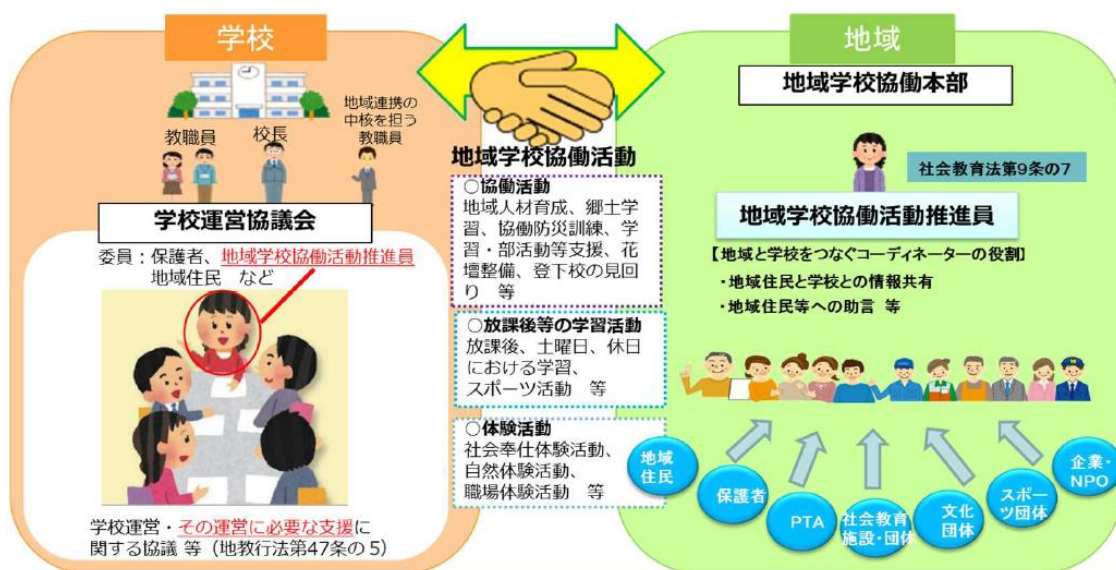 学校
地域
地域学校協働本部
教職員
校長
地域連携の
中核を担う
教職員
学校運営協議会
委員：保護者、地域学校協働活動推進員
地域住民　など
学校運営・その運営に必要な支援に
関する協議 等（地教行法第47条の５）
地域学校協働活動
○協働活動
地域人材育成、郷土学
習、協働防災訓練、学
習・部活動等支援、花
壇整備、登下校の見回
り　等
○放課後等の学習活動
放課後、土曜日、休日
における学習、
スポーツ活動　等
○体験活動
社会奉仕体験活動、
自然体験活動、
職場体験活動　等
社会教育法第9条の7
地域学校協働活動推進員
【地域と学校をつなぐコーディネーターの役割】
・地域住民と学校との情報共有
・地域住民等への助言 等
地域
住民
保護者
PTA
社会教育
施設・団体
文化
団体
スポー
ツ団体
企業・
NPO